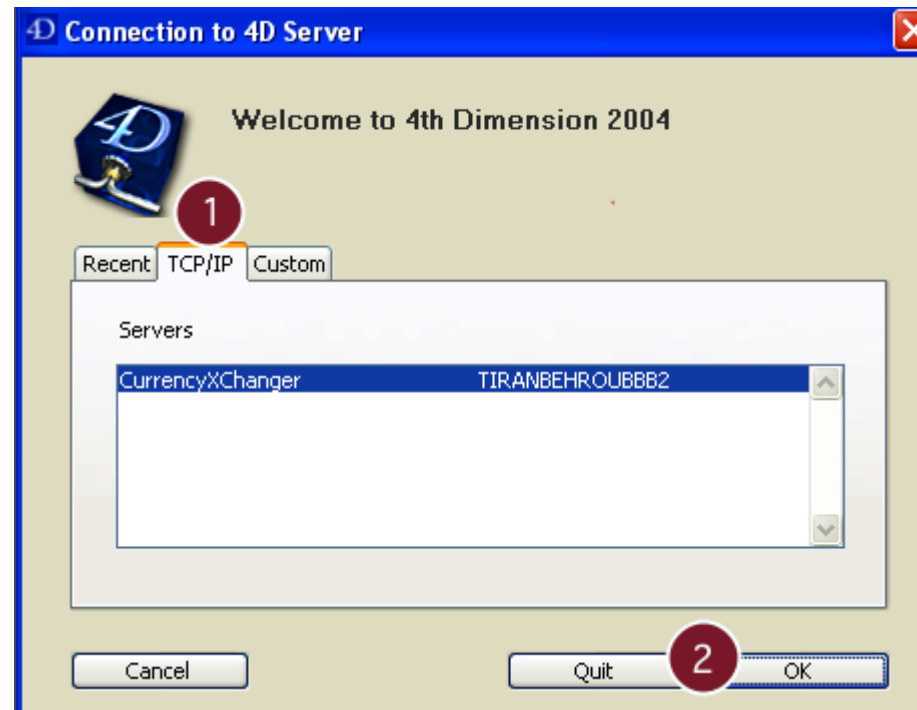 4D Connection to 4D Server
4D
Welcome to 4th Dimension 2004
1
Recent TCP/IP Custom
Servers
CurrencyXChanger TIRANBEHROUBBB2
Cancel Quit 2 OK